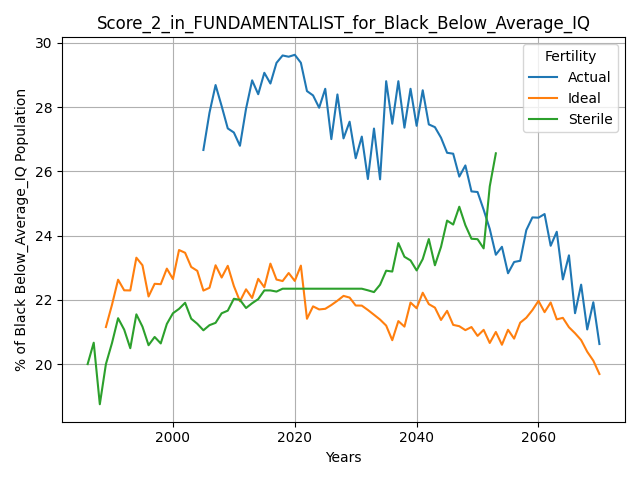 Score_2_in_FUNDAMENTALIST_for_Black_Below_Average_IQ
Fertility
Actual
Ideal
Sterile
% of Black Below_Average_IQ Population
30
28
26
24
22
20
2000
2020
2040
2060
Years